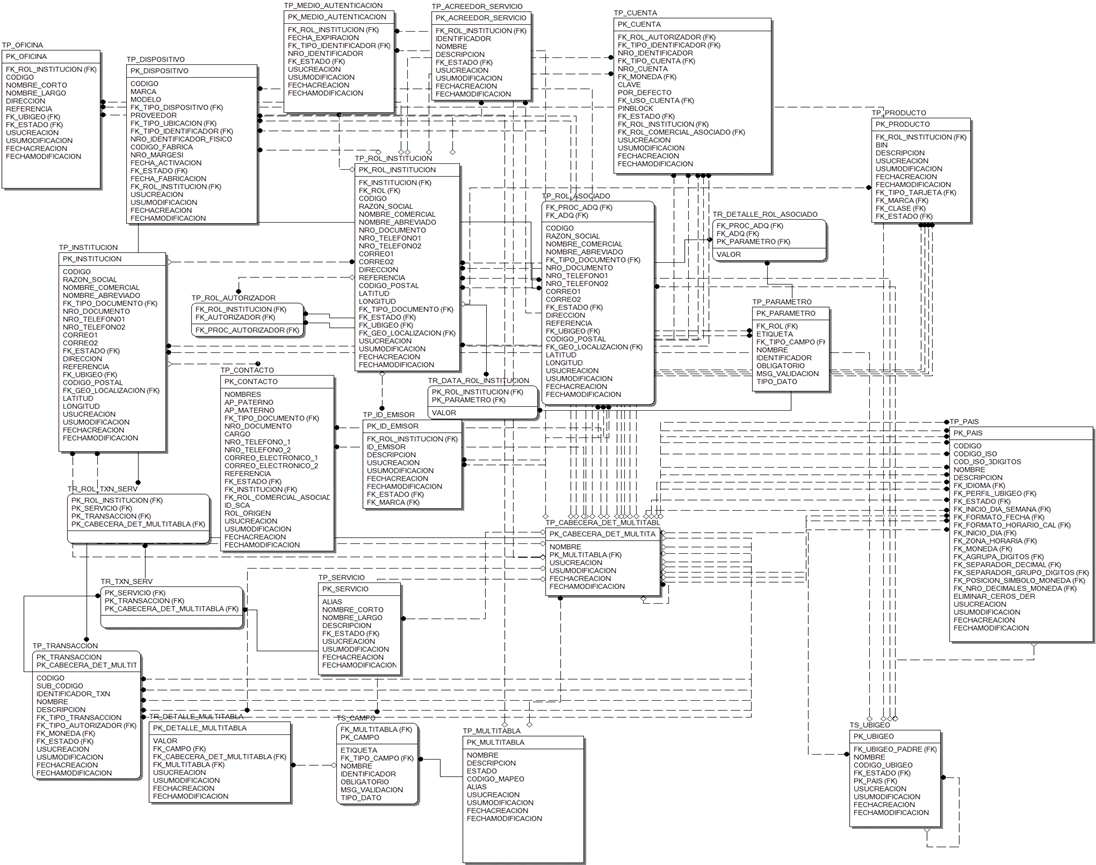 TP_OFICINA
PK_OFICINA
FK_ROL_INSTITUCION (FK)
CODIGO
NOMBRE_CORTO
NOMBRE_LARGO
DIRECCION
REFERENCIA
FK_UBIGEO (FK)
FK_ESTADO (FK)
USUCREACION
USUMODIFICACION
FECHACREACION
FECHAMODIFICACION
TP_DISPOSITIVO
PK_DISPOSITIVO
CODIGO
MARCA
MODELO
FK_TIPO_DISPOSITIVO (FK)
PROVEEDOR
FK_TIPO_UBICACION (FK)
FK_TIPO_IDENTIFICADOR (FK)
NRO_IDENTIFICADOR_FISICO
CODIGO_FABRICA
NRO_MARGESI
FECHA_ACTIVACION
FK_ESTADO (FK)
FECHA_FABRICACION
FK_ROL_INSTITUCION (FK)
USUCREACION
USUMODIFICACION
FECHACREACION
FECHAMODIFICACION
TP_MEDIO_AUTENTICACION
PK_MEDIO_AUTENTICACION
FK_ROL_INSTITUCION (FK)
FECHA_EXPIRACION
FK_TIPO_IDENTIFICADOR (FK)
NRO_IDENTIFICADOR
FK_ESTADO (FK)
USUCREACION
USUMODIFICACION
FECHACREACION
FECHAMODIFICACION
TP_ACREEDOR_SERVICIO
PK_ACREEDOR_SERVICIO
FK_ROL_INSTITUCION (FK)
IDENTIFICADOR
NOMBRE
DESCRIPCION
FK_ESTADO (FK)
USUCREACION
USUMODIFICACION
FECHACREACION
FECHAMODIFICACION
TP_CUENTA
PK_CUENTA
FK_ROL_AUTORIZADOR (FK)
FK_TIPO_IDENTIFICADOR (FK)
NRO_IDENTIFICADOR
FK_TIPO_CUENTA (FK)
NRO_CUENTA
FK_MONEDA (FK)
CLAVE
POR_DEFECTO
FK_USO_CUENTA (FK)
PINBLOCK
FK_ESTADO (FK)
FK_ROL_INSTITUCION (FK)
FK_ROL_COMERCIAL_ASOCIADO (FK)
USUCREACION
USUMODIFICACION
FECHACREACION
FECHAMODIFICACION
TP_PRODUCTO
PK_PRODUCTO
FK_ROL_INSTITUCION (FK)
BIN
DESCRIPCION
USUCREACION
USUMODIFICACION
FECHACREACION
FECHAMODIFICACION
FK_TIPO_TARJETA (FK)
FK_MARCA (FK)
FK_CLASE (FK)
FK_ESTADO (FK)
TP_ROL_INSTITUCION
PK_ROL_INSTITUCION
FK_INSTITUCION (FK)
FK_ROL (FK)
CODIGO
RAZON_SOCIAL
NOMBRE_COMERCIAL
NOMBRE_ABREVIADO
NRO_DOCUMENTO
NRO_TELEFONO1
NRO_TELEFONO2
CORREO1
CORREO2
DIRECCION
REFERENCIA
CODIGO_POSTAL
LATITUD
LONGITUD
FK_TIPO_DOCUMENTO (FK)
FK_ESTADO (FK)
FK_UBIGEO (FK)
FK_GEO_LOCALIZACION (FK)
USUCREACION
USUMODIFICACION
FECHACREACION
FECHAMODIFICACION
TP_ROL_ASOCIADO
FK_PROC_ADQ (FK)
FK_ADQ (FK)
CODIGO
RAZON_SOCIAL
NOMBRE_COMERCIAL
NOMBRE_ABREVIADO
FK_TIPO_DOCUMENTO (FK)
NRO_DOCUMENTO
NRO_TELEFONO1
NRO_TELEFONO2
CORREO1
CORREO2
FK_ESTADO (FK)
DIRECCION
REFERENCIA
FK_UBIGEO (FK)
CODIGO_POSTAL
FK_GEO_LOCALIZACION (FK)
LATITUD
LONGITUD
USUCREACION
USUMODIFICACION
FECHACREACION
FECHAMODIFICACION
TR_DETALLE_ROL_ASOCIADO
FK_PROC_ADQ (FK)
FK_ADQ (FK)
PK_PARAMETRO (FK)
VALOR
TP_INSTITUCION
PK_INSTITUCION
CODIGO
RAZON_SOCIAL
NOMBRE_COMERCIAL
NOMBRE_ABREVIADO
FK_TIPO_DOCUMENTO (FK)
NRO_DOCUMENTO
NRO_TELEFONO1
NRO_TELEFONO2
CORREO1
CORREO2
FK_ESTADO (FK)
DIRECCION
REFERENCIA
FK_UBIGEO (FK)
CODIGO_POSTAL
FK_GEO_LOCALIZACION (FK)
LATITUD
LONGITUD
USUCREACION
USUMODIFICACION
FECHACREACION
FECHAMODIFICACION
TP_ROL_AUTORIZADOR
FK_ROL_INSTITUCION (FK)
FK_AUTORIZADOR (FK)
FK_PROC_AUTORIZADOR (FK)
TP_PARAMETRO
PK_PARAMETRO
FK_ROL (FK)
ETIQUETA
FK_TIPO_CAMPO (FI
NOMBRE
IDENTIFICADOR
OBLIGATORIO
MSG_VALIDACION
TIPO_DATO
TP_CONTACTO
PK_CONTACTO
NOMBRES
AP_PATERNO
AP_MATERNO
FK_TIPO_DOCUMENTO (FK)
NRO_DOCUMENTO
CARGO
NRO_TELEFONO_1
NRO_TELEFONO_2
CORREO_ELECTRONICO_1
CORREO_ELECTRONICO_2
REFERENCIA
FK_ESTADO (FK)
FK_INSTITUCION (FK)
FK_ROL_COMERCIAL_ASOCIAD
ID_SCA
ROL_ORIGEN
USUCREACION
USUMODIFICACION
FECHACREACION
FECHAMODIFICACION
TR_DATA_ROL_INSTITUCION
PK_ROL_INSTITUCION (FK)
PK_PARAMETRO (FK)
VALOR
TP_ID_EMISOR
PK_ID_EMISOR
FK_ROL_INSTITUCION (FK)
ID_EMISOR
DESCRIPCION
USUCREACION
USUMODIFICACION
FECHACREACION
FECHAMODIFICACION
FK_ESTADO (FK)
FK_MARCA (FK)
TP_PAIS
PK_PAIS
CODIGO
CODIGO_ISO
COD_ISO_3DIGITOS
NOMBRE
DESCRIPCION
FK_IDIOMA (FK)
FK_PERFIL_UBIGEO (FK)
FK_ESTADO (FK)
FK_INICIO_DIA_SEMANA (FK)
FK_FORMATO_FECHA (FK)
FK_FORMATO_HORARIO_CAL (FK)
FK_INICIO_DIA (FK)
FK_ZONA_HORARIA (FK)
FK_MONEDA (FK)
FK_AGRUPA_DIGITOS (FK)
FK_SEPARADOR_DECIMAL (FK)
FK_SEPARADOR_GRUPO_DIGITOS (FK)
FK_POSICION_SIMBOLO_MONEDA (FK)
FK_NRO_DECIMALES_MONEDA (FK)
ELIMINAR_CEROS_DER
USUCREACION
USUMODIFICACION
FECHACREACION
FECHAMODIFICACION
TR_ROL_TXN_SERV
PK_ROL_INSTITUCION (FK)
PK_SERVICIO (FK)
PK_TRANSACCION (FK)
PK_CABECERA_DET_MULTITABLA (FK)
TP_CABECERA_DET_MULTITABL
PK_CABECERA_DET_MULTITA
NOMBRE
PK_MULTITABLA (FK)
USUCREACION
USUMODIFICACION
FECHACREACION
FECHAMODIFICACION
TR_TXN_SERV
PK_SERVICIO (FK)
PK_TRANSACCION (FK)
PK_CABECERA_DET_MULTITABLA (FK)
TP_SERVICIO
PK_SERVICIO
ALIAS
NOMBRE_CORTO
NOMBRE_LARGO
DESCRIPCION
FK_ESTADO (FK)
USUCREACION
USUMODIFICACION
FECHACREACION
FECHAMODIFICACION
TP_TRANSACCION
PK_TRANSACCION
PK_CABECERA_DET_MULTIT
CODIGO
SUB_CODIGO
IDENTIFICADOR_TXN
NOMBRE
DESCRIPCION
FK_TIPO_TRANSACCION (FK)
FK_TIPO_AUTORIZADOR (FK)
FK_MONEDA (FK)
FK_ESTADO (FK)
USUCREACION
USUMODIFICACION
FECHACREACION
FECHAMODIFICACION
TR_DETALLE_MULTITABLA
PK_DETALLE_MULTITABLA
VALOR
FK_CAMPO (FK)
FK_CABECERA_DET_MULTITABLA (FK)
FK_MULTITABLA (FK)
USUCREACION
USUMODIFICACION
FECHACREACION
FECHAMODIFICACION
TS_CAMPO
FK_MULTITABLA (FK)
PK_CAMPO
ETIQUETA
FK_TIPO_CAMPO (FK)
NOMBRE
IDENTIFICADOR
OBLIGATORIO
MSG_VALIDACION
TIPO_DATO
TP_MULTITABLA
PK_MULTITABLA
NOMBRE
DESCRIPCION
ESTADO
CODIGO_MAPEO
ALIAS
USUCREACION
USUMODIFICACION
FECHACREACION
FECHAMODIFICACION
TS_UBIGEO
PK_UBIGEO
FK_UBIGEO_PADRE (FK)
NOMBRE
CODIGO_UBIGEO
FK_ESTADO (FK)
PK_PAIS (FK)
USUCREACION
USUMODIFICACION
FECHACREACION
FECHAMODIFICACION